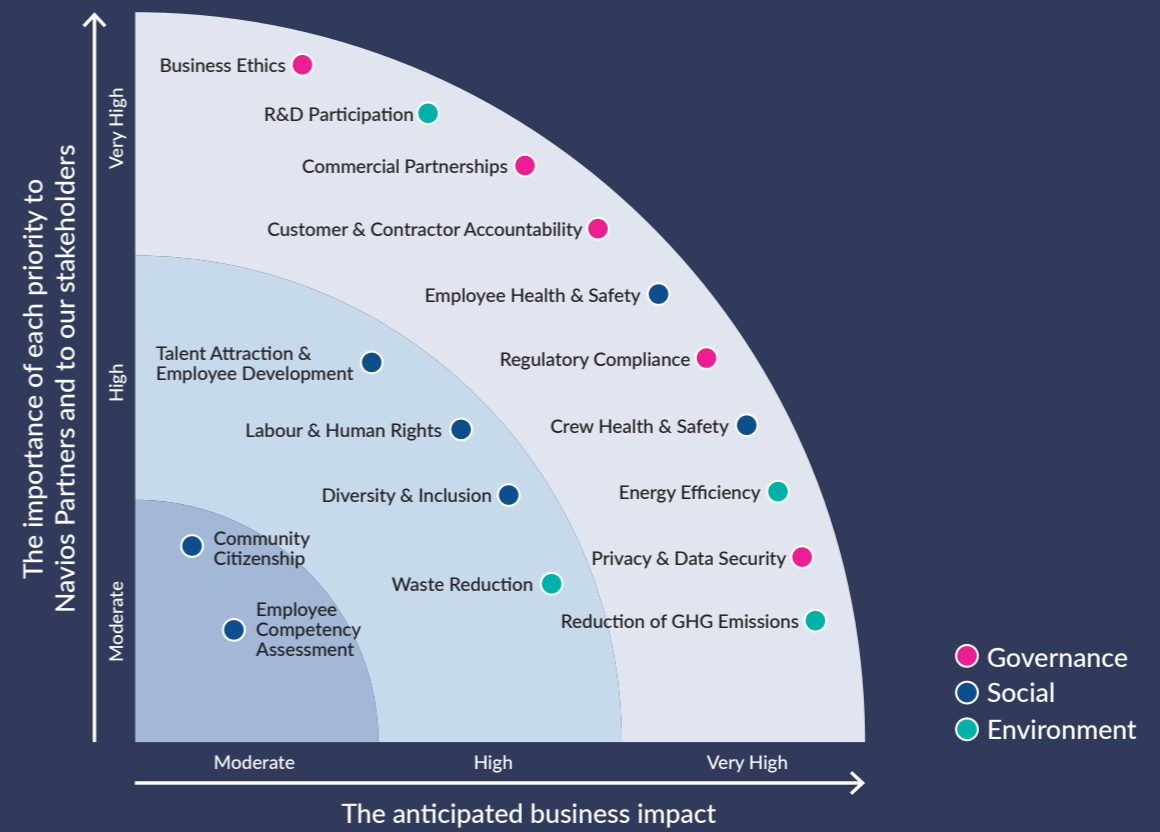 The importance of each priority to
Navios Partners and to our stakeholders
Very High
High
Moderate
Business Ethics
R&D Participation
Commercial Partnerships
Customer & Contractor Accountability
Employee Health & Safety
Talent Attraction &
Employee Development
Regulatory Compliance
Labour & Human Rights
Crew Health & Safety
Diversity & Inclusion
Energy Efficiency
Community
Citizenship
Privacy & Data Security
Waste Reduction
Employee
Competency
Assessment
Reduction of GHG Emissions
Governance
Social
Environment
Moderate
High
Very High
The anticipated business impact